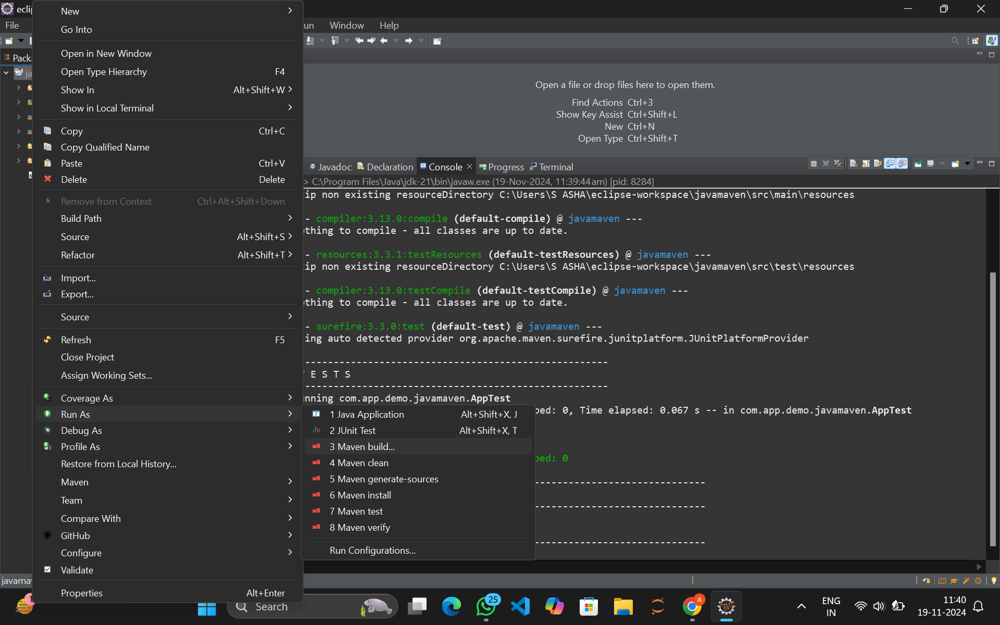 eclip
File
un
Window
Help
Pack
ja
New
Go Into
Open in New Window
Open Type Hierarchy F4
Show In Alt+Shift+W
Show in Local Terminal
Copy Ctrl+C
Copy Qualified Name
Paste Ctrl+V
Delete Delete
Remove from Context Ctrl+Alt+Shift+Down
Build Path
Source Alt+Shift+S
Refactor Alt+Shift+T
Import...
Export...
Source
Refresh F5
Close Project
Assign Working Sets...
Coverage As
Run As
Debug As
Profile As
Restore from Local History...
Maven
Team
Compare With
GitHub
Configure
Validate
Properties Alt+Enter
1 Java Application Alt+Shift+X, J
2 JUnit Test Alt+Shift+X, T
3 Maven build...
4 Maven clean
5 Maven generate-sources
6 Maven install
7 Maven test
8 Maven verify
Run Configurations...
Open a file or drop files here to open them.
Find Actions Ctrl+3
Show Key Assist Ctrl+Shift+L
New Ctrl+N
Open Type Ctrl+Shift+T
Javadoc Declaration Console Progress Terminal
> C:\Program Files\Java\jdk-21\bin\javaw.exe (19-Nov-2024, 11:39:44 am) [pid: 8284]
ip non existing resourceDirectory C:\Users\S ASHA\eclipse-workspace\javamaven\src\main\resources
- compiler:3.13.0:compile (default-compile) @ javamaven ---
thing to compile - all classes are up to date.
- resources:3.3.1:testResources (default-testResources) @ javamaven ---
ip non existing resourceDirectory C:\Users\S ASHA\eclipse-workspace\javamaven\src\test\resources
- compiler:3.13.0:testCompile (default-testCompile) @ javamaven ---
thing to compile - all classes are up to date.
- surefire:3.3.0:test (default-test) @ javamaven ---
ing auto detected provider org.apache.maven.surefire.junitplatform.JUnitPlatformProvider
-----------------------------------------------------
E S T S
-----------------------------------------------------
nning com.app.demo.javamaven.AppTest
ped: 0, Time elapsed: 0.067 s -- in com.app.demo.javamaven.AppTest
ped: 0
------------------------------
------------------------------
------------------------------
javamav
1
Search
25
A
Java EE
IDE
ENG
IN
11:40
19-11-2024